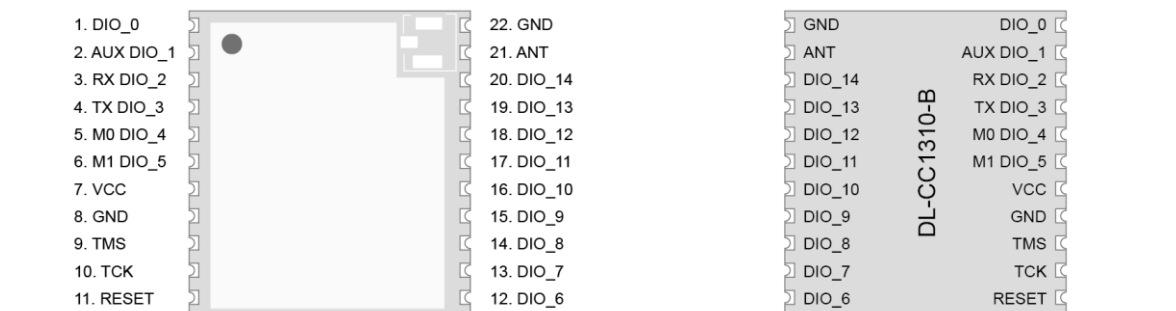 1. DIO_0
2. AUX DIO_1
3. RX DIO_2
4. TX DIO_3
5. M0 DIO_4
6. M1 DIO_5
7. VCC
8. GND
9. TMS
10. TCK
11. RESET
22. GND
21. ANT
20. DIO_14
19. DIO_13
18. DIO_12
17. DIO_11
16. DIO_10
15. DIO_9
14. DIO_8
13. DIO_7
12. DIO_6
GND
ANT
DIO_14
DIO_13
DIO_12
DIO_11
DIO_10
DIO_9
DIO_8
DIO_7
DIO_6
DL-CC1310-B
DIO_0
AUX DIO_1
RX DIO_2
TX DIO_3
M0 DIO_4
M1 DIO_5
VCC
GND
TMS
TCK
RESET